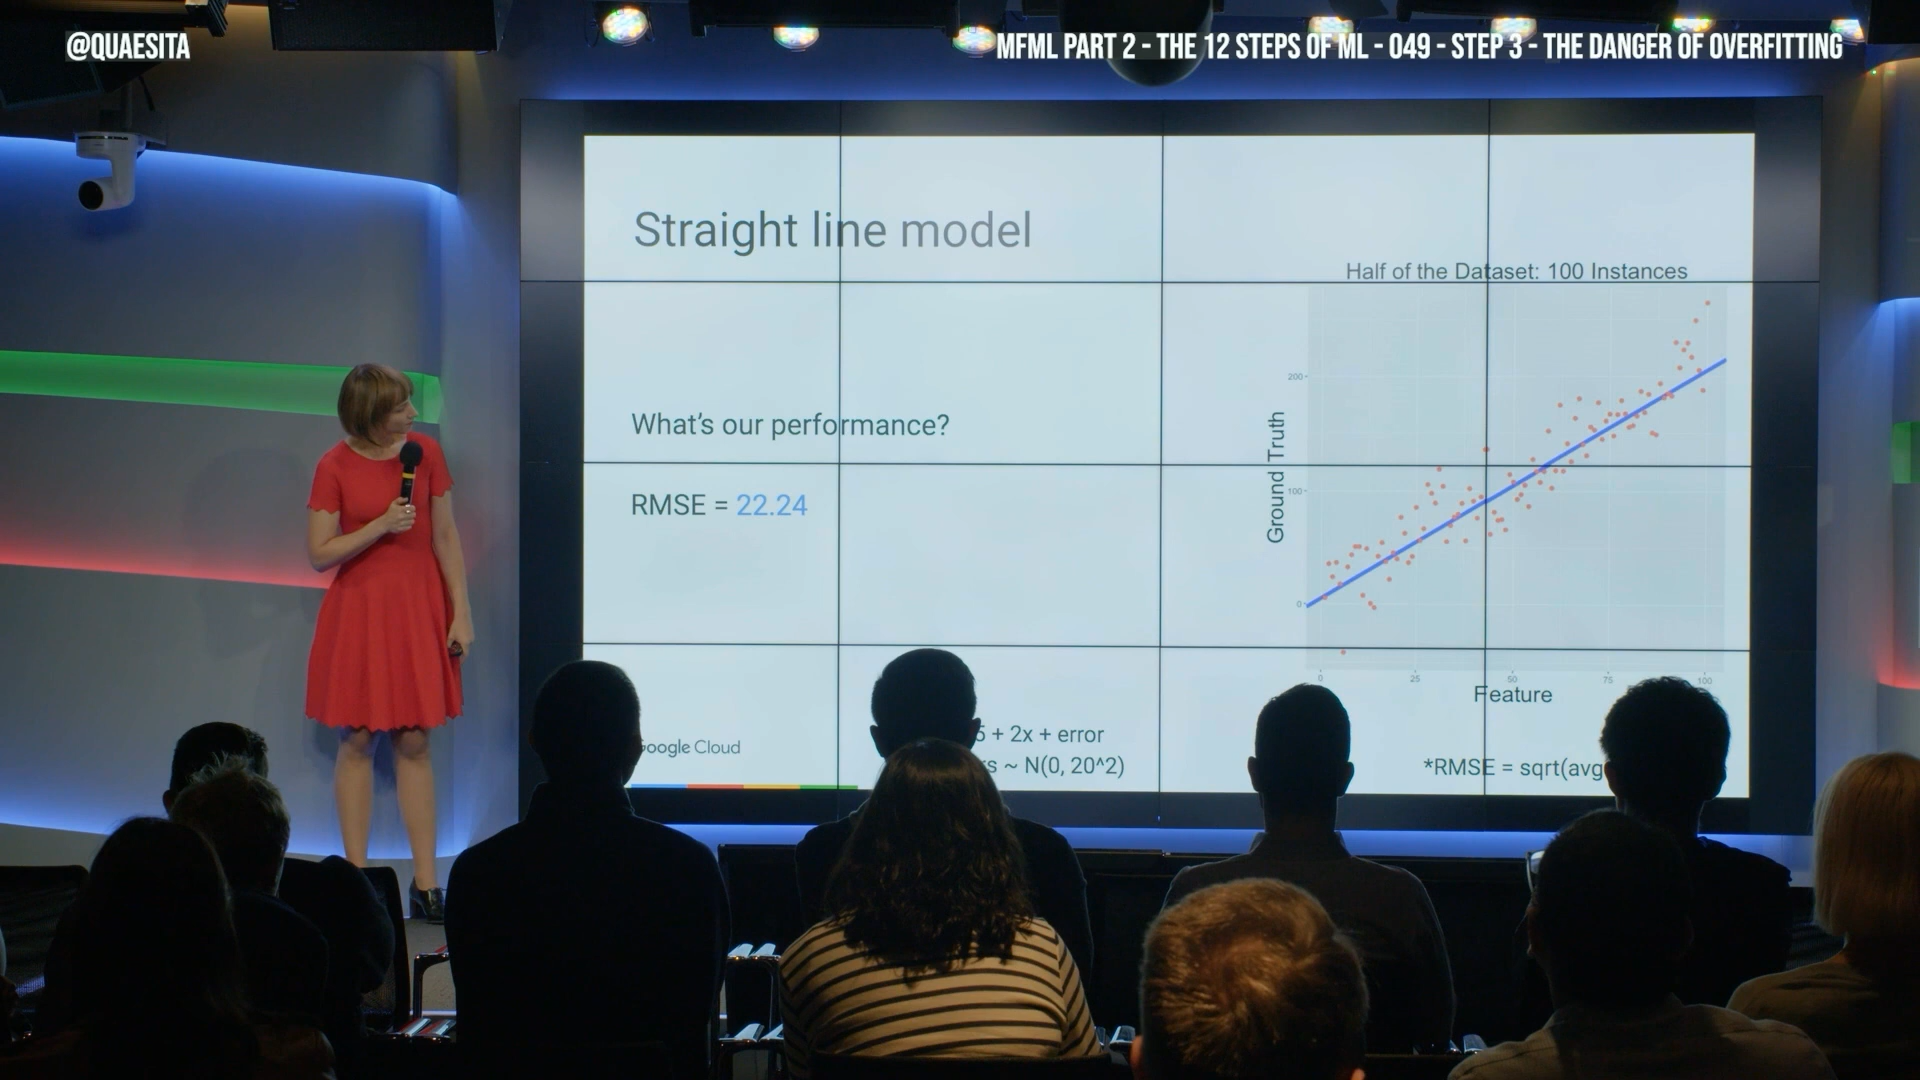 @QUAESITA
MFML PART 2 - THE 12 STEPS OF ML - 049 - STEP 3 - THE DANGER OF OVERFITTING
Straight line model
Half of the Dataset: 100 Instances
What's our performance?
RMSE = 22.24
Ground Truth
200
100
0
0 25 50 75 100
Feature
Google Cloud
5 + 2x + error
~ N(0, 20^2)
*RMSE = sqrt(avg